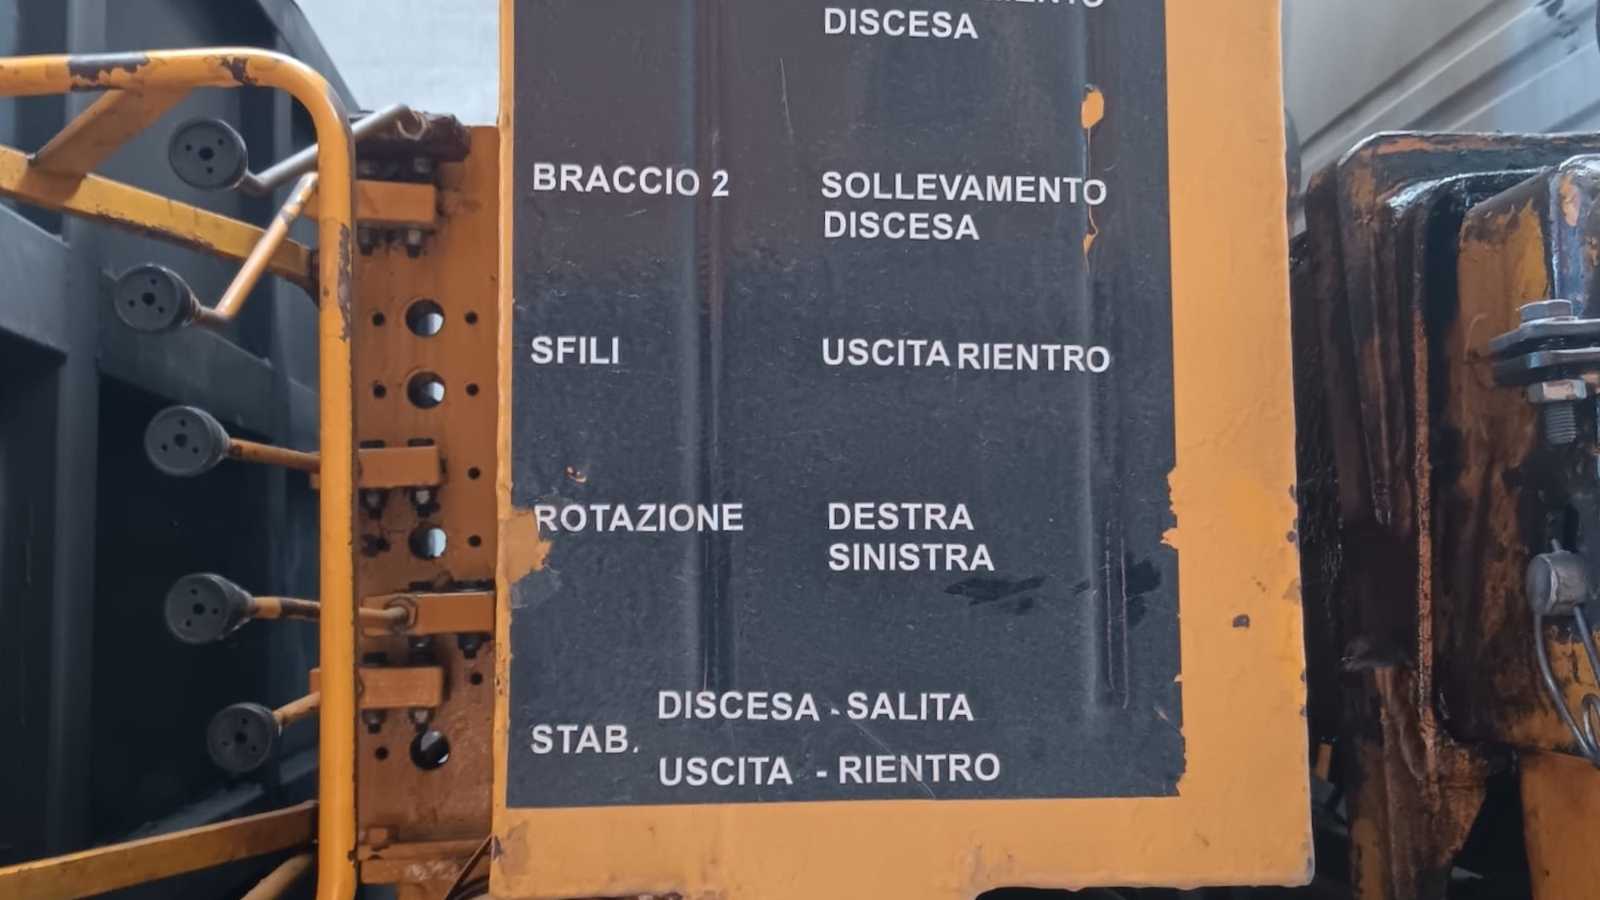 DISCESA
BRACCIO 2 SOLLEVAMENTO
DISCESA
SFILI USCITA RIENTRO
ROTAZIONE DESTRA
SINISTRA
DISCESA - SALITA
STAB.
USCITA - RIENTRO